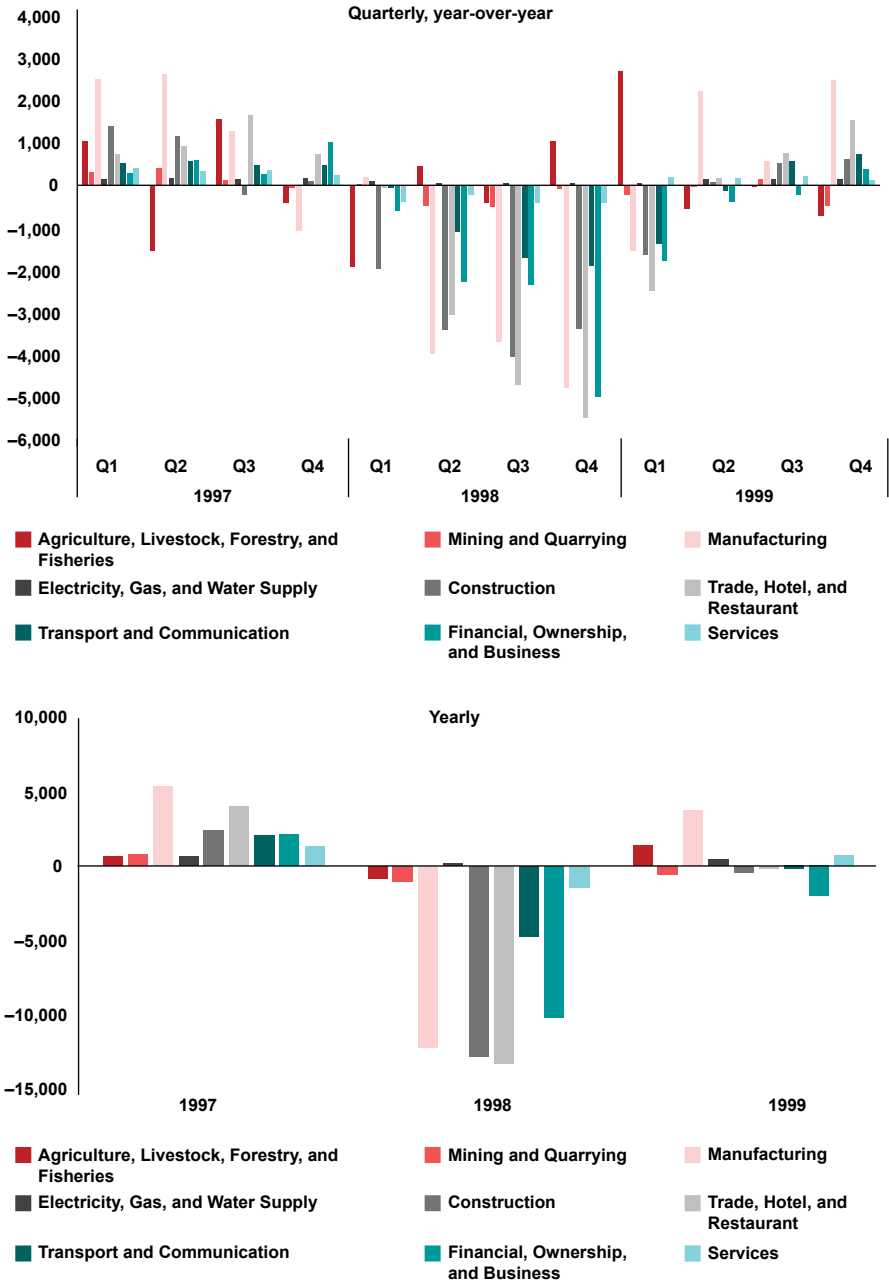 Quarterly, year-over-year
4,000
3,000
2,000
1,000
0
–1,000
–2,000
–3,000
–4,000
–5,000
–6,000
Q1 Q2 Q3 Q4 Q1 Q2 Q3 Q4 Q1 Q2 Q3 Q4
1997 1998 1999
Agriculture, Livestock, Forestry, and
Fisheries
Mining and Quarrying
Manufacturing
Electricity, Gas, and Water Supply
Construction
Trade, Hotel, and
Restaurant
Transport and Communication
Financial, Ownership,
and Business
Services
Yearly
10,000
5,000
0
–5,000
–10,000
–15,000
1997 1998 1999
Agriculture, Livestock, Forestry, and
Fisheries
Mining and Quarrying
Manufacturing
Electricity, Gas, and Water Supply
Construction
Trade, Hotel, and
Restaurant
Transport and Communication
Financial, Ownership,
and Business
Services